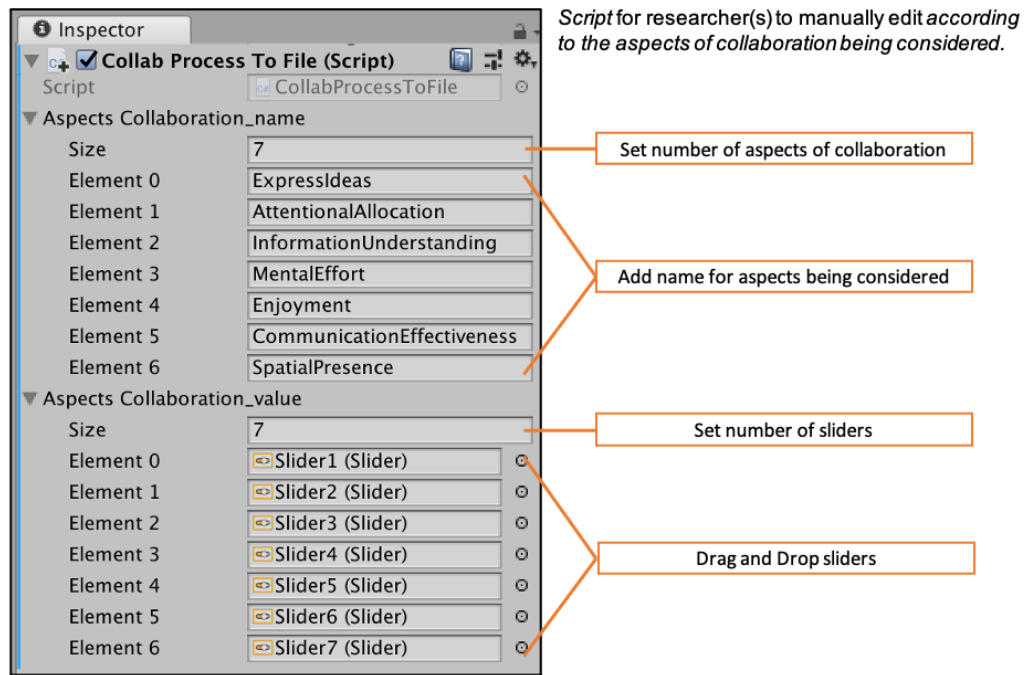 Inspector
Collab Process To File (Script)
Script CollabProcessToFile
Aspects Collaboration_name
Size 7
Element 0 ExpressIdeas
Element 1 AttentionalAllocation
Element 2 InformationUnderstanding
Element 3 MentalEffort
Element 4 Enjoyment
Element 5 CommunicationEffectiveness
Element 6 SpatialPresence
Aspects Collaboration_value
Size 7
Element 0 Slider1 (Slider)
Element 1 Slider2 (Slider)
Element 2 Slider3 (Slider)
Element 3 Slider4 (Slider)
Element 4 Slider5 (Slider)
Element 5 Slider6 (Slider)
Element 6 Slider7 (Slider)
Script for researcher(s) to manually edit according
to the aspects of collaboration being considered.
Set number of aspects of collaboration
Add name for aspects being considered
Set number of sliders
Drag and Drop sliders